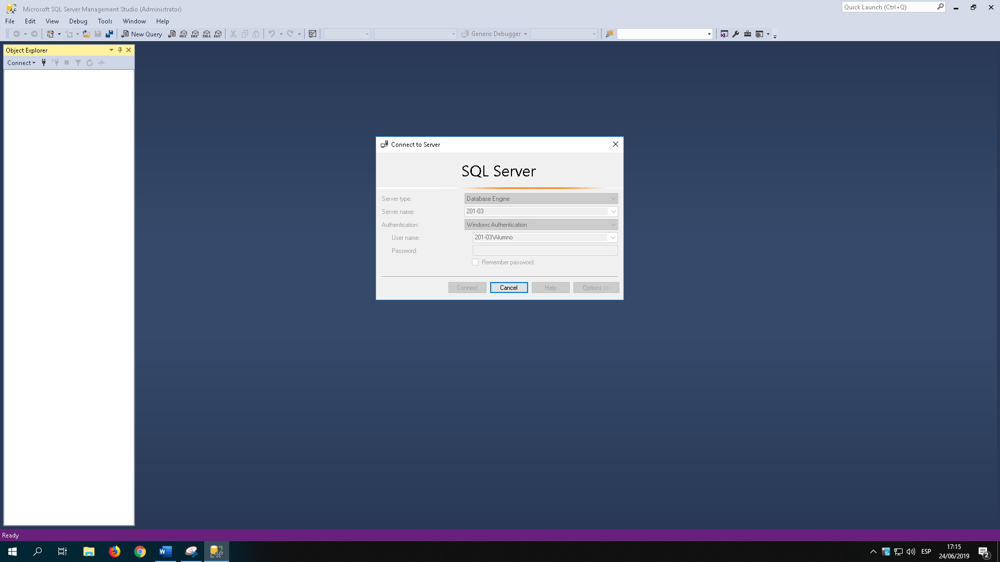 Microsoft SQL Server Management Studio (Administrator)
Quick Launch (Ctrl+Q)
File Edit View Debug Tools Window Help
New Query MDX DMX XMLA DAX Generic Debugger
Object Explorer
Connect
Connect to Server
SQL Server
Server type: Database Engine
Server name: 201-03
Authentication: Windows Authentication
User name: 201-03\Alumno
Password:
Remember password
Connect Cancel Help Options >>
Ready
ESP
17:15
24/06/2019
2